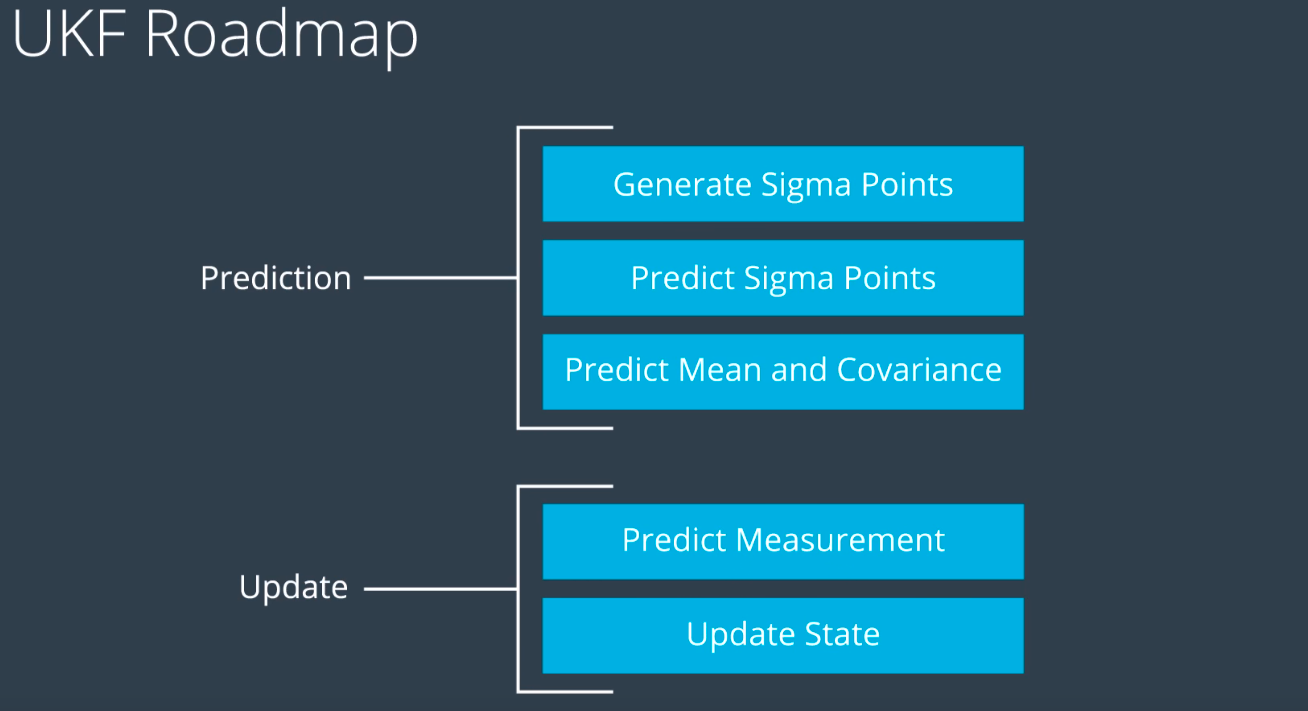 UKF Roadmap
Prediction
Generate Sigma Points
Predict Sigma Points
Predict Mean and Covariance
Update
Predict Measurement
Update State